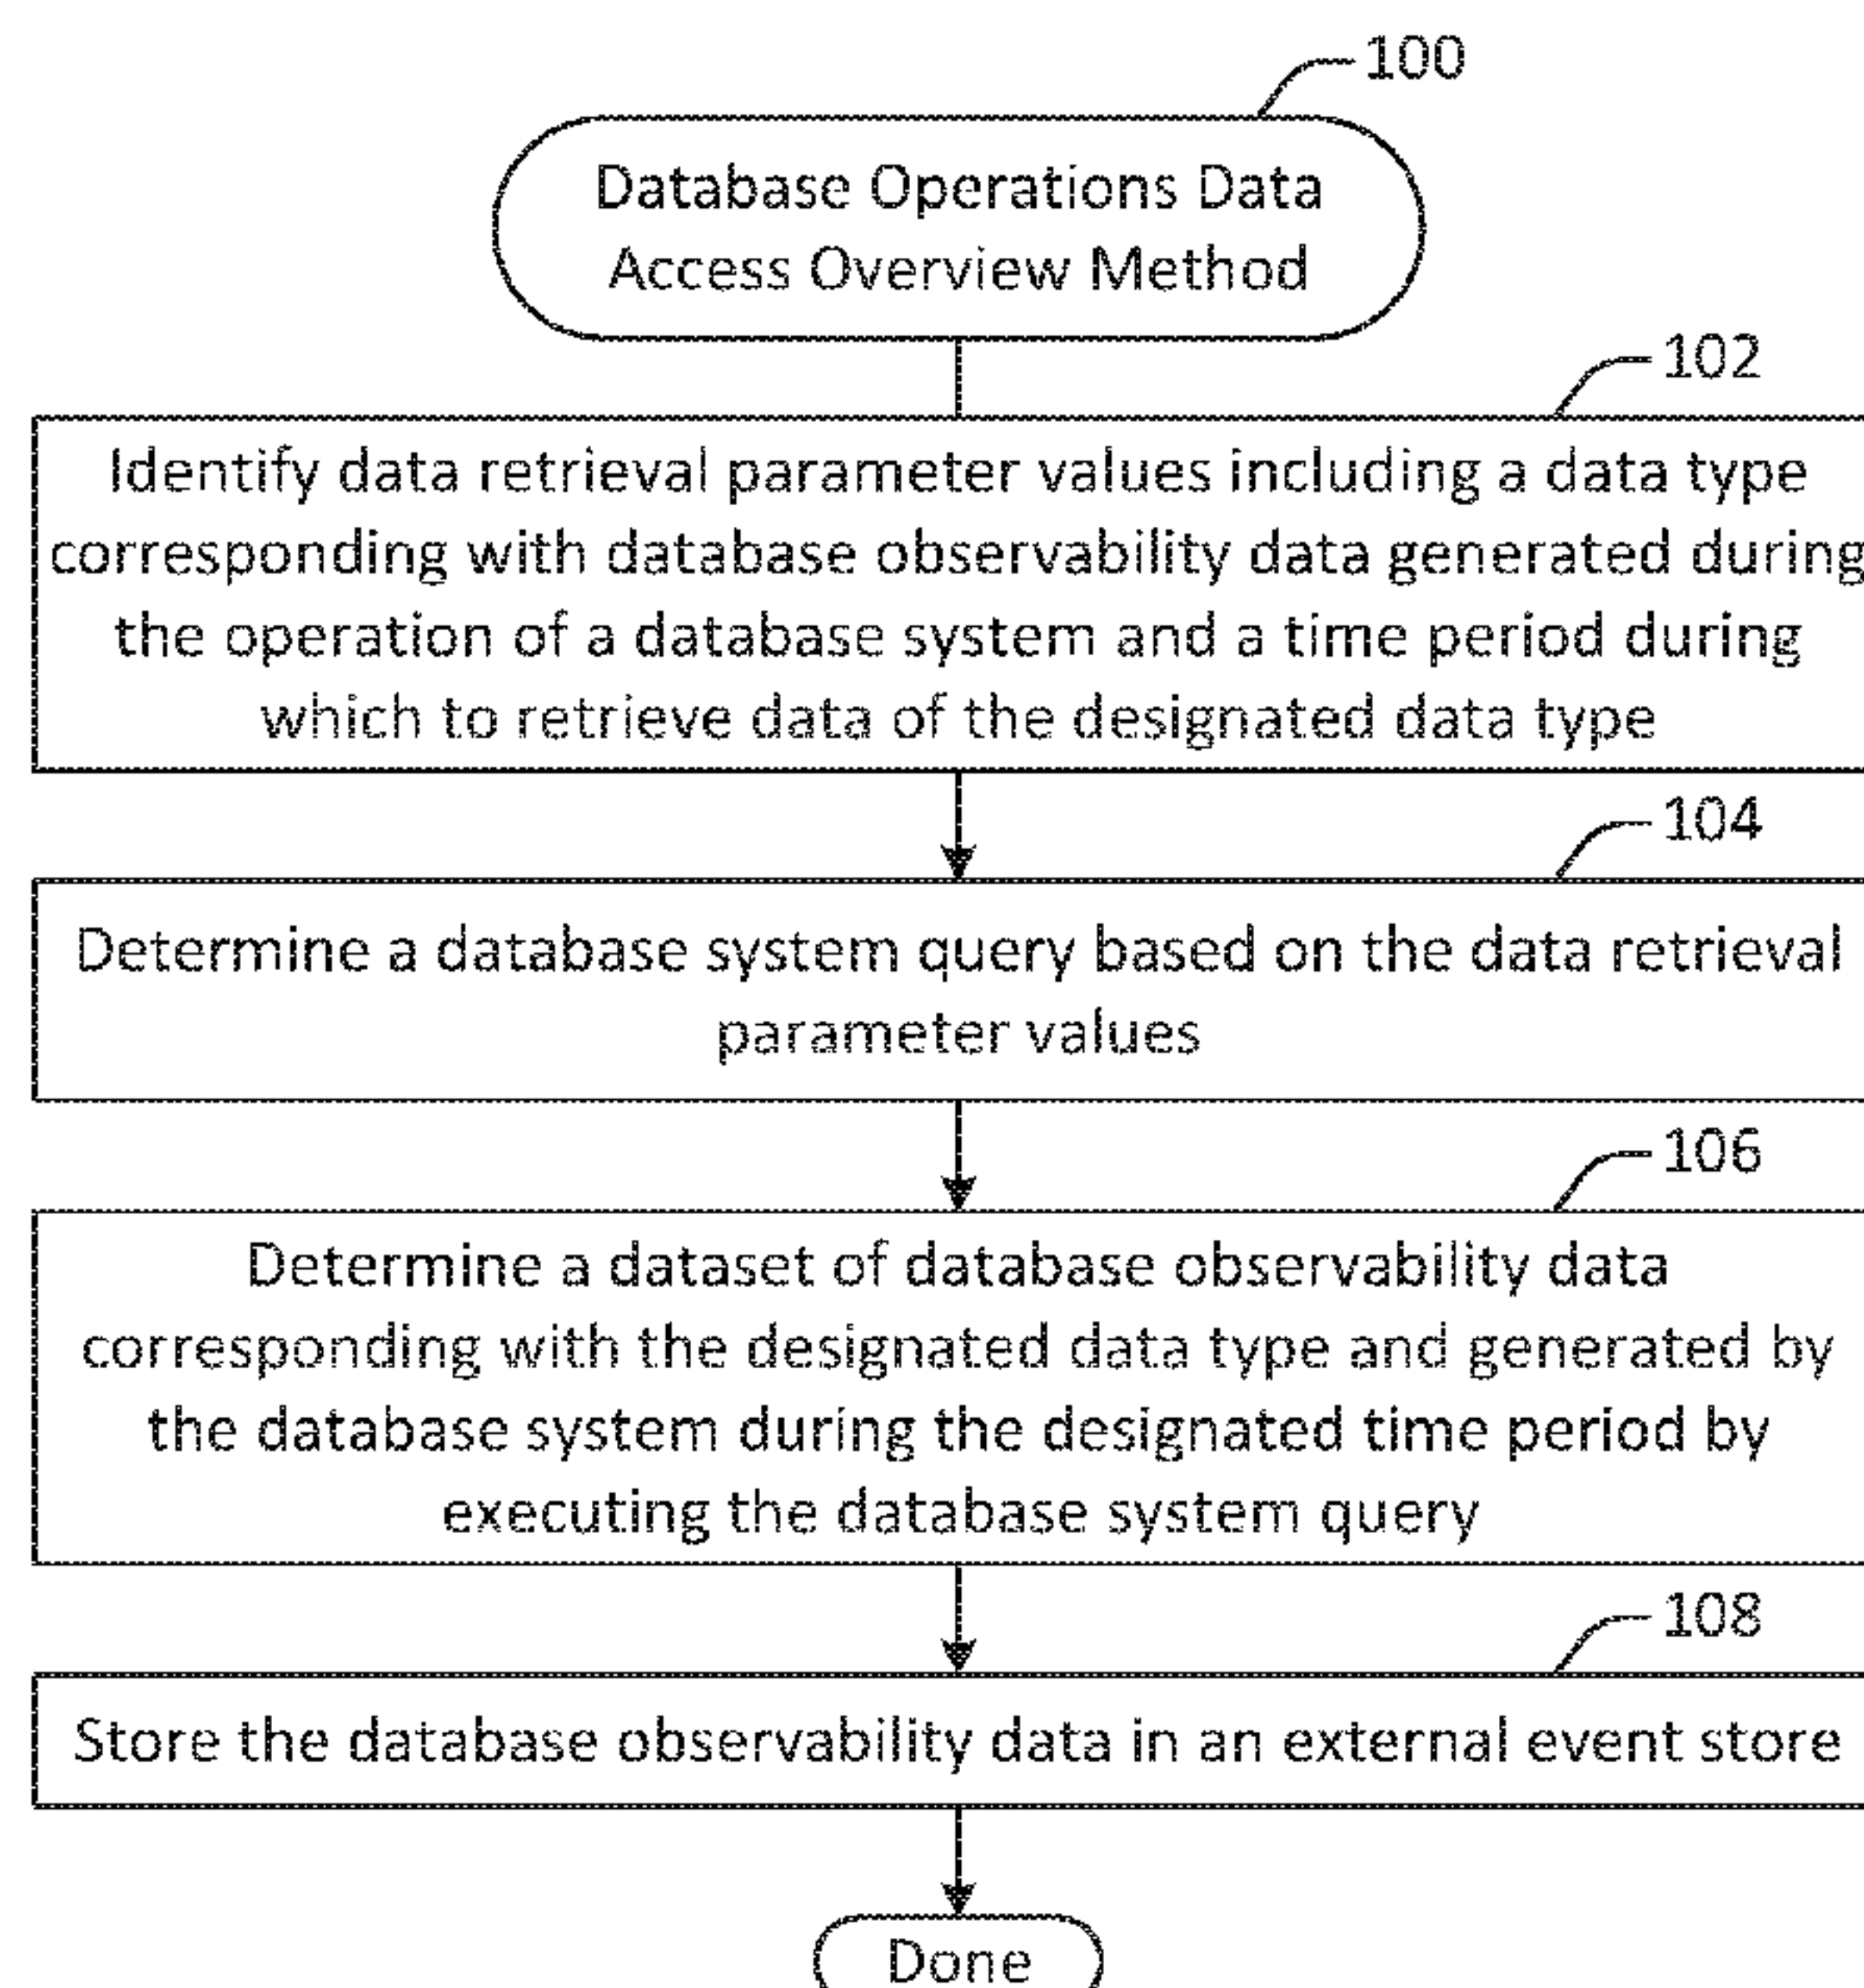 100
Database Operations Data
Access Overview Method
102
Identify data retrieval parameter values including a data type
corresponding with database observability data generated during
the operation of a database system and a time period during
which to retrieve data of the designated data type
104
Determine a database system query based on the data retrieval
parameter values
106
Determine a dataset of database observability data
corresponding with the designated data type and generated by
the database system during the designated time period by
executing the database system query
108
Store the database observability data in an external event store
Done